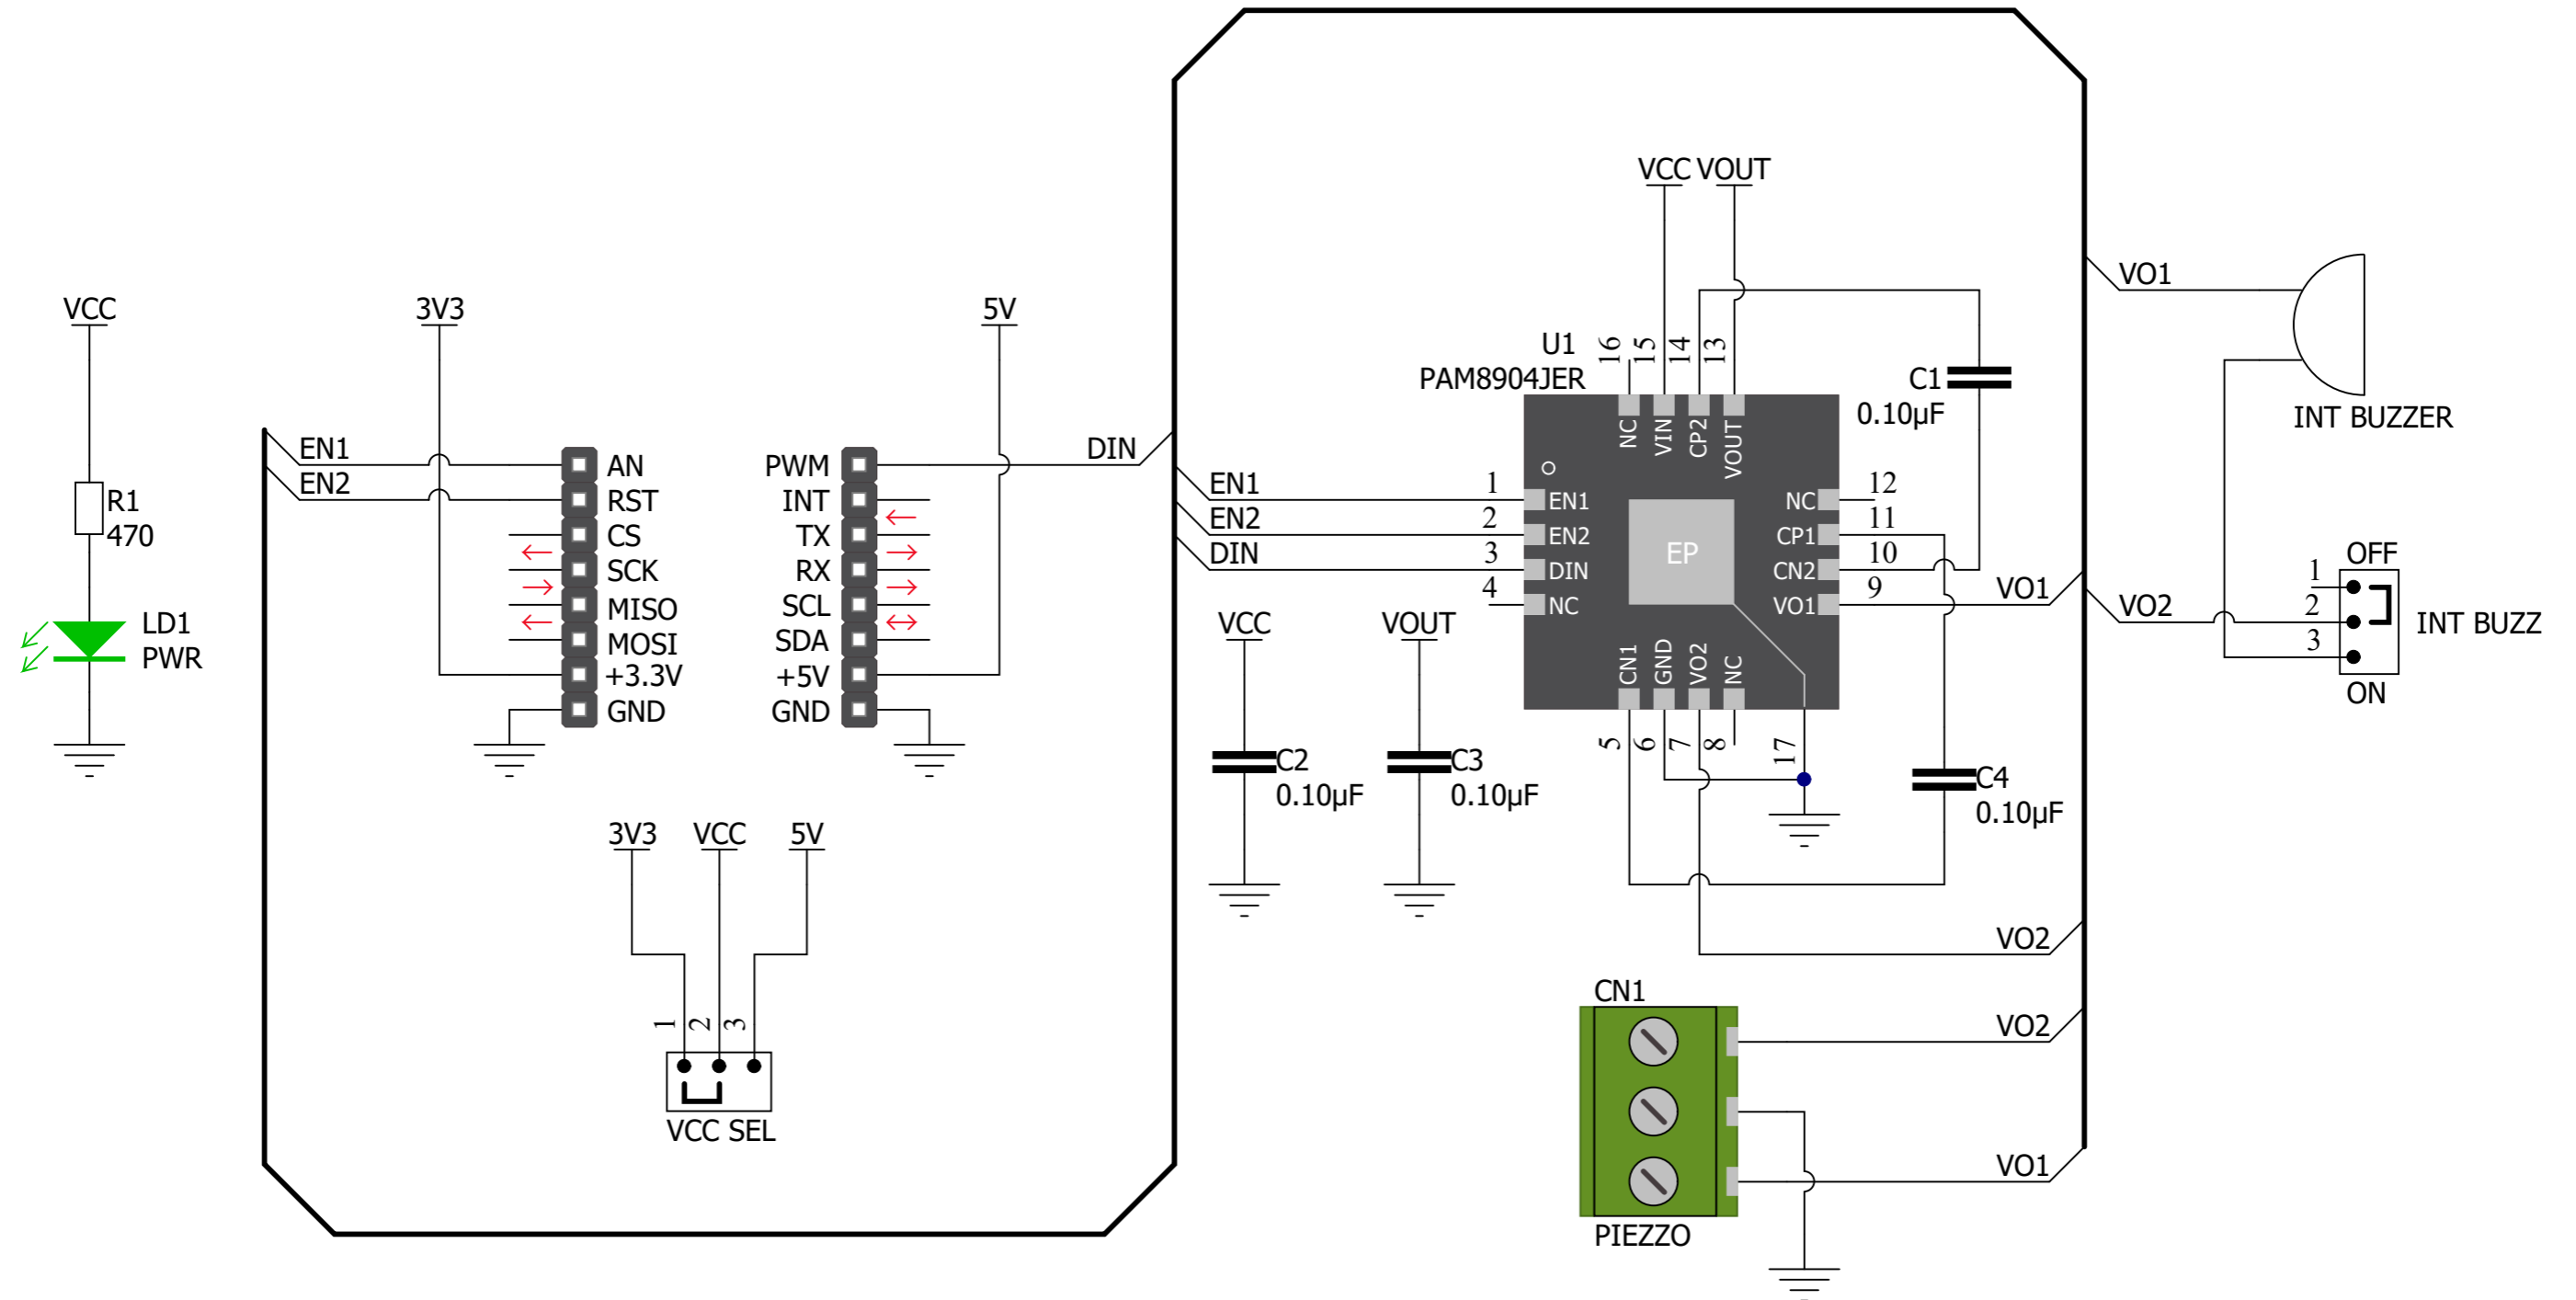 VCC
R1
470
LD1
PWR
3V3
5V
EN1
EN2
AN
RST
CS
SCK
MISO
MOSI
+3.3V
GND
PWM
INT
TX
RX
SCL
SDA
+5V
GND
DIN
3V3 VCC 5V
1 2 3
VCC SEL
EN1
EN2
DIN
VCC
C2
0.10µF
VOUT
C3
0.10µF
VCC VOUT
U1
PAM8904JER
16 15 14 13
NC VIN CP2 VOUT
1 EN1
2 EN2
3 DIN
4 NC
EP
NC 12
CP1 11
CN2 10
VO1 9
CN1 GND VO2 NC
5 6 7 8 17
C1
0.10µF
VO1
C4
0.10µF
VO2
CN1
VO2
VO1
PIEZZO
VO1
INT BUZZER
VO2
OFF
1
2
3
INT BUZZ
ON